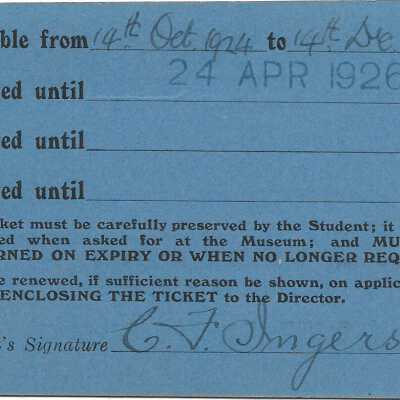 ble from 14th. Oct. 1924 to 14th. De
24 APR 1926
ed until
ed until
ed until
ket must be carefully preserved by the Student; it
ed when asked for at the Museum; and MU
URNED ON EXPIRY OR WHEN NO LONGER REQ
e renewed, if sufficient reason be shown, on applic
ENCLOSING THE TICKET to the Director.
's Signature C. F. Ingers